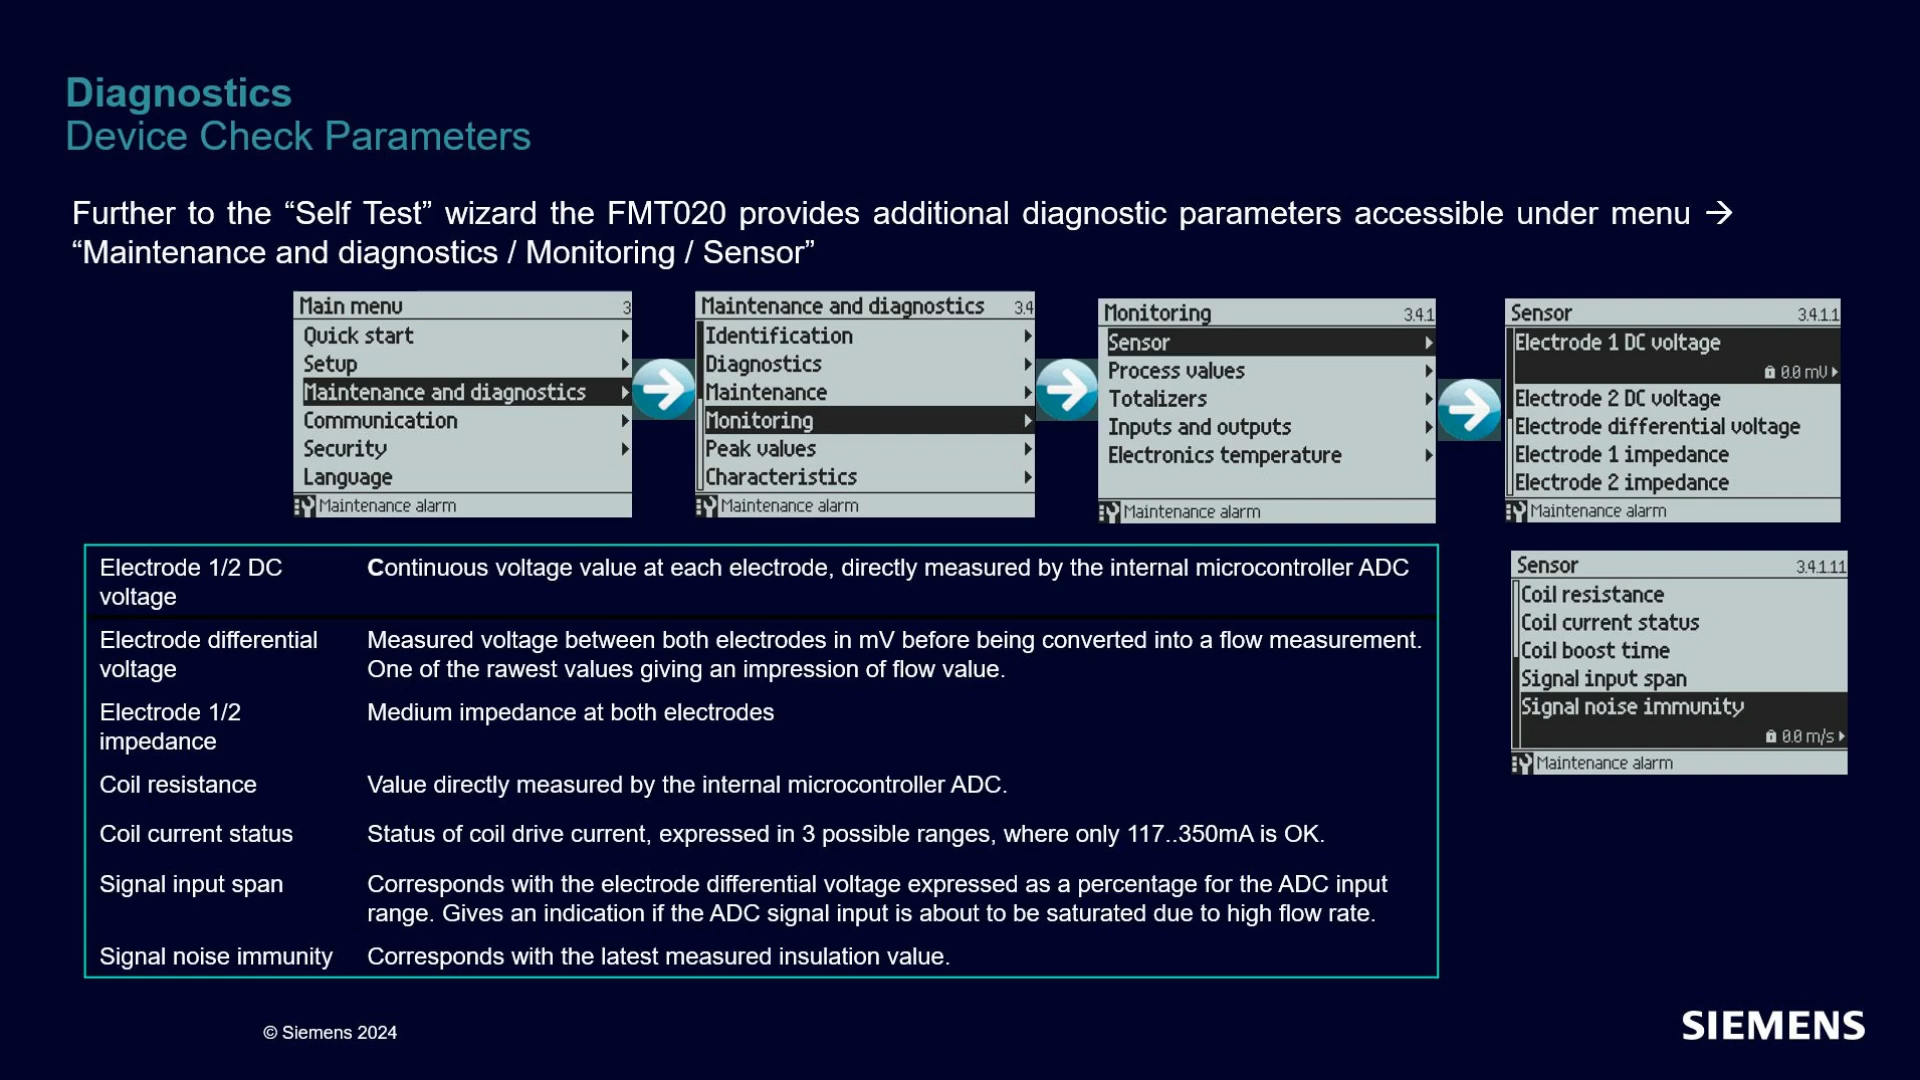 Diagnostics
Device Check Parameters
Further to the “Self Test” wizard the FMT020 provides additional diagnostic parameters accessible under menu →
“Maintenance and diagnostics / Monitoring / Sensor”
Main menu 3
Quick start
Setup
Maintenance and diagnostics
Communication
Security
Language
Maintenance alarm
Maintenance and diagnostics 3.4
Identification
Diagnostics
Maintenance
Monitoring
Peak values
Characteristics
Maintenance alarm
Monitoring 3.4.1
Sensor
Process values
Totalizers
Inputs and outputs
Electronics temperature
Maintenance alarm
Sensor 3.4.1.1
Electrode 1 DC voltage
0.0 mV
Electrode 2 DC voltage
Electrode differential voltage
Electrode 1 impedance
Electrode 2 impedance
Maintenance alarm
Sensor 3.4.1.11
Coil resistance
Coil current status
Coil boost time
Signal input span
Signal noise immunity
0.0 m/s
Maintenance alarm
Electrode 1/2 DC Continuous voltage value at each electrode, directly measured by the internal microcontroller ADC
voltage
Electrode differential Measured voltage between both electrodes in mV before being converted into a flow measurement.
voltage One of the rawest values giving an impression of flow value.
Electrode 1/2 Medium impedance at both electrodes
impedance
Coil resistance Value directly measured by the internal microcontroller ADC.
Coil current status Status of coil drive current, expressed in 3 possible ranges, where only 117..350mA is OK.
Signal input span Corresponds with the electrode differential voltage expressed as a percentage for the ADC input
range. Gives an indication if the ADC signal input is about to be saturated due to high flow rate.
Signal noise immunity Corresponds with the latest measured insulation value.
© Siemens 2024
SIEMENS